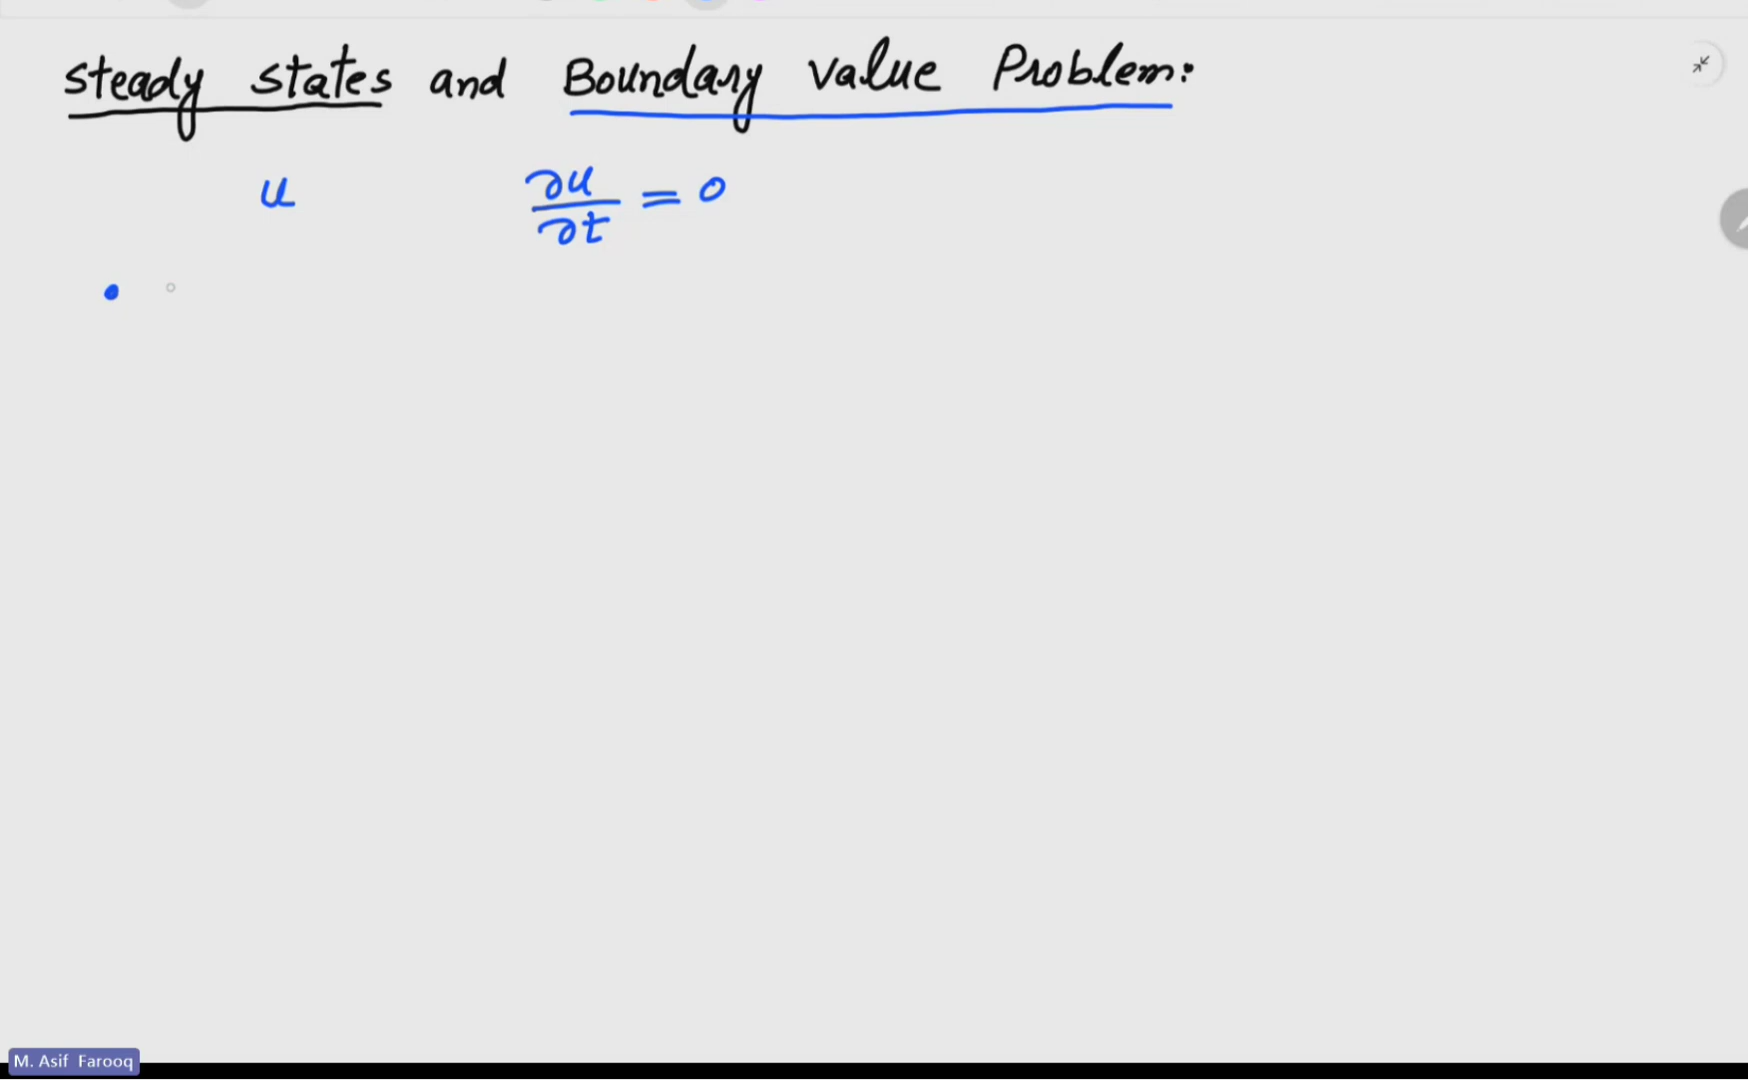 steady states and Boundary value Problem:
u ∂u/∂t = 0
•
M. Asif Farooq